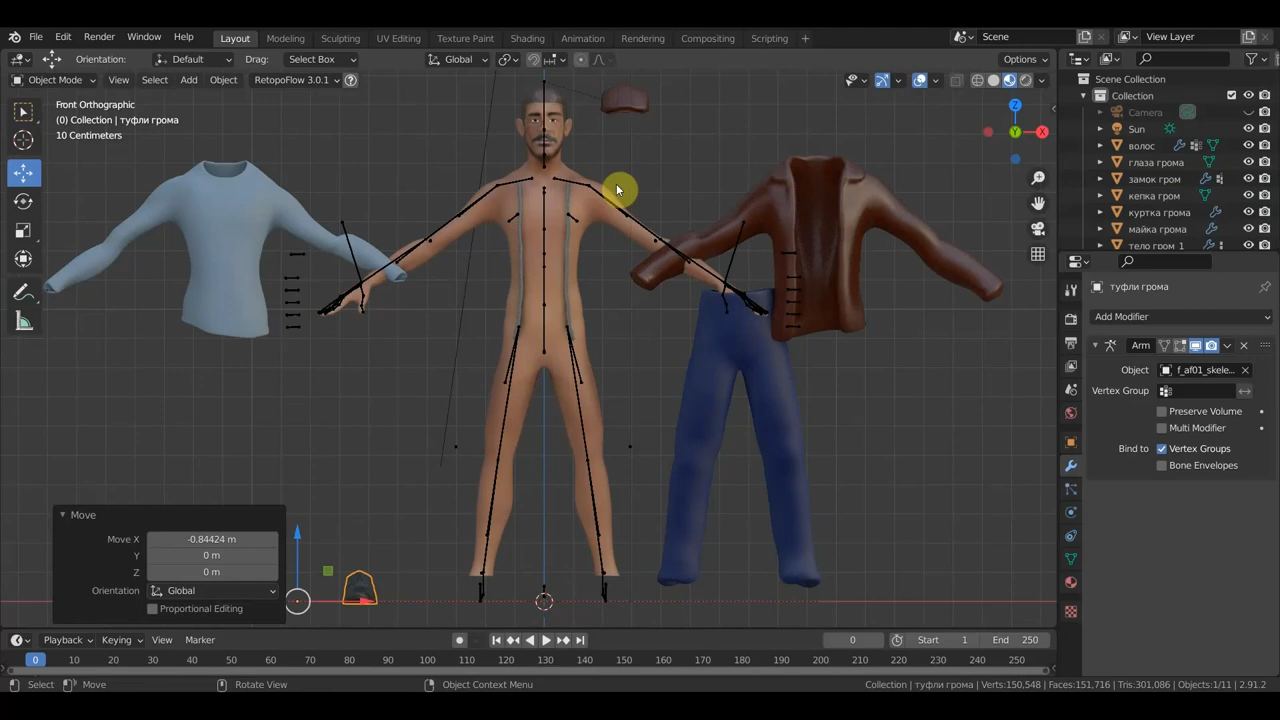 File Edit Render Window Help Layout Modeling Sculpting UV Editing Texture Paint Shading Animation Rendering Compositing Scripting + Scene View Layer
Orientation: Default Drag: Select Box Global Options
Object Mode View Select Add Object RetopoFlow 3.0.1
Scene Collection
Front Orthographic
Collection
(0) Collection | туфли грома
Camera
10 Centimeters
Sun
волос
глаза грома
замок гром
кепка гром
куртка грома
майка грома
тело гром_1
X
Y
Z
туфли грома
Add Modifier
Arm
Object f_af01_skele...
Vertex Group
Preserve Volume
Multi Modifier
Bind to Vertex Groups
Bone Envelopes
Move
Move X -0.84424 m
Y 0 m
Z 0 m
Orientation Global
Proportional Editing
Playback Keying View Marker 0 Start 1 End 250
0 10 20 30 40 50 60 70 80 90 100 110 120 130 140 150 160 170 180 190 200 210 220 230 240 250
Select Move Rotate View Object Context Menu Collection | туфли грома | Verts:150,548 | Faces:151,716 | Tris:301,086 | Objects:1/11 | 2.91.2